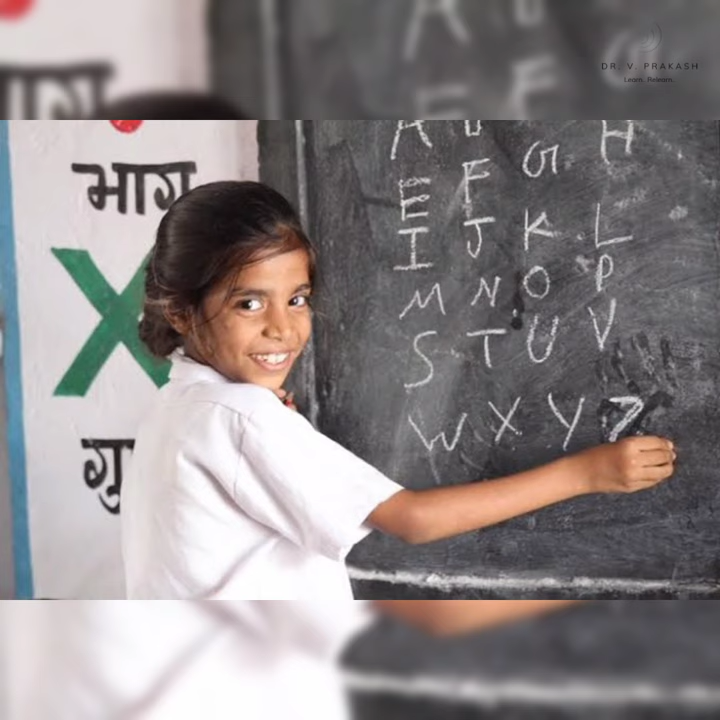 DR. V. PRAKASH
Learn. Relearn.
भाग
गु
A
E F G H
I J K L
M N O P
S T U V
W X Y Z